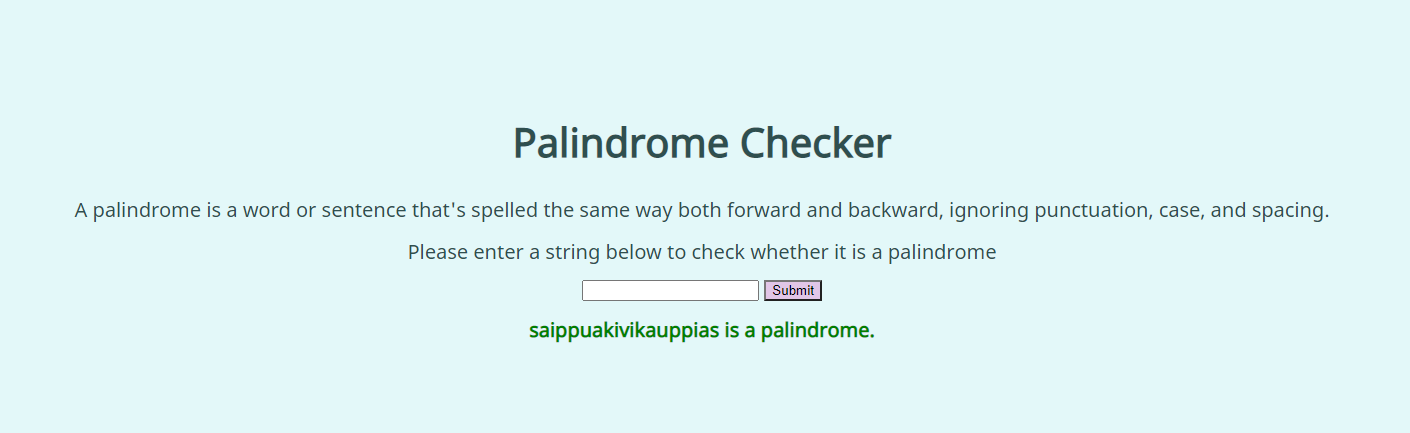 Palindrome Checker
A palindrome is a word or sentence that's spelled the same way both forward and backward, ignoring punctuation, case, and spacing.
Please enter a string below to check whether it is a palindrome
Submit
saippuakivikauppias is a palindrome.